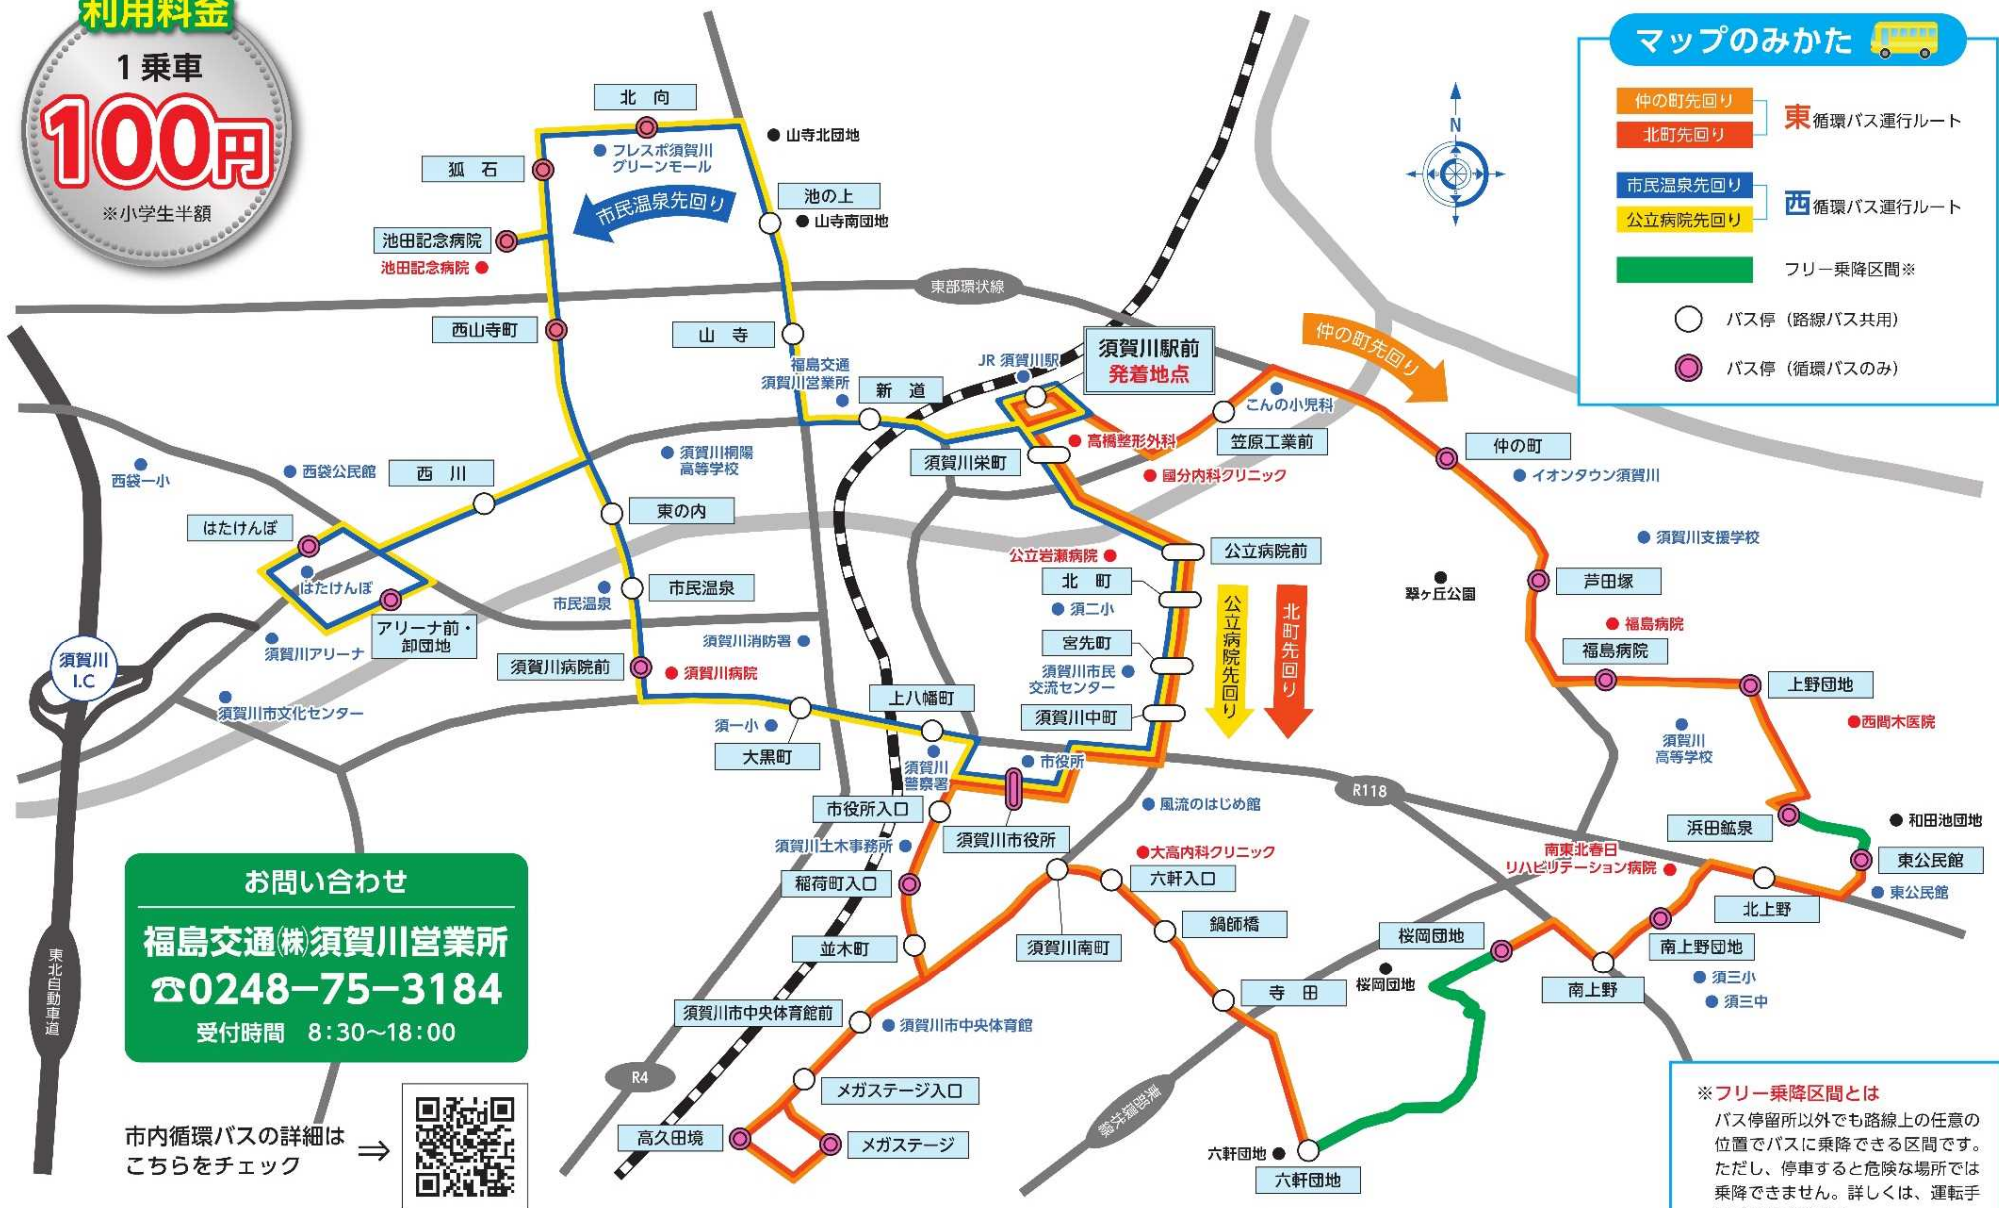 利用料金
1乗車
100円
※小学生半額
マップのみかた
仲の町先回り
北町先回り
東循環バス運行ルート
市民温泉先回り
公立病院先回り
西循環バス運行ルート
フリー乗降区間※
バス停（路線バス共用）
バス停（循環バスのみ）
N
北　向
山寺北団地
フレスポ須賀川
グリーンモール
狐　石
市民温泉先回り
池の上
山寺南団地
池田記念病院
池田記念病院
東部環状線
西山寺町
山　寺
福島交通
須賀川営業所
新　道
JR 須賀川駅
須賀川駅前
発着地点
仲の町先回り
こんの小児科
笠原工業前
高橋整形外科
須賀川栄町
國分内科クリニック
仲の町
イオンタウン須賀川
須賀川桐陽
高等学校
西袋一小
西袋公民館
西　川
はたけんぼ
はたけんぼ
東の内
公立岩瀬病院
公立病院前
須賀川支援学校
北　町
須二小
翠ヶ丘公園
芦田塚
市民温泉
市民温泉
アリーナ前・
卸団地
須賀川アリーナ
須賀川消防署
宮先町
須賀川市民
交流センター
公立病院先回り
北町先回り
福島病院
福島病院
須賀川
I.C
須賀川病院前
須賀川病院
上八幡町
須賀川中町
上野団地
西間木医院
須賀川市文化センター
須一小
大黒町
須賀川
警察署
市役所
須賀川
高等学校
R118
市役所入口
風流のはじめ館
浜田鉱泉
和田池団地
須賀川土木事務所
須賀川市役所
大高内科クリニック
南東北春日
リハビリテーション病院
東公民館
東公民館
稲荷町入口
六軒入口
北上野
お問い合わせ
福島交通㈱須賀川営業所
☎0248−75−3184
受付時間　8:30〜18:00
並木町
須賀川南町
鍋師橋
桜岡団地
南上野団地
桜岡団地
南上野
須三小
須三中
寺　田
東北自動車道
須賀川市中央体育館前
須賀川市中央体育館
R4
メガステージ入口
東部環状線
高久田境
メガステージ
六軒団地
六軒団地
市内循環バスの詳細は
こちらをチェック
⇒
※フリー乗降区間とは
バス停留所以外でも路線上の任意の
位置でバスに乗降できる区間です。
ただし、停車すると危険な場所では
乗降できません。詳しくは、運転手